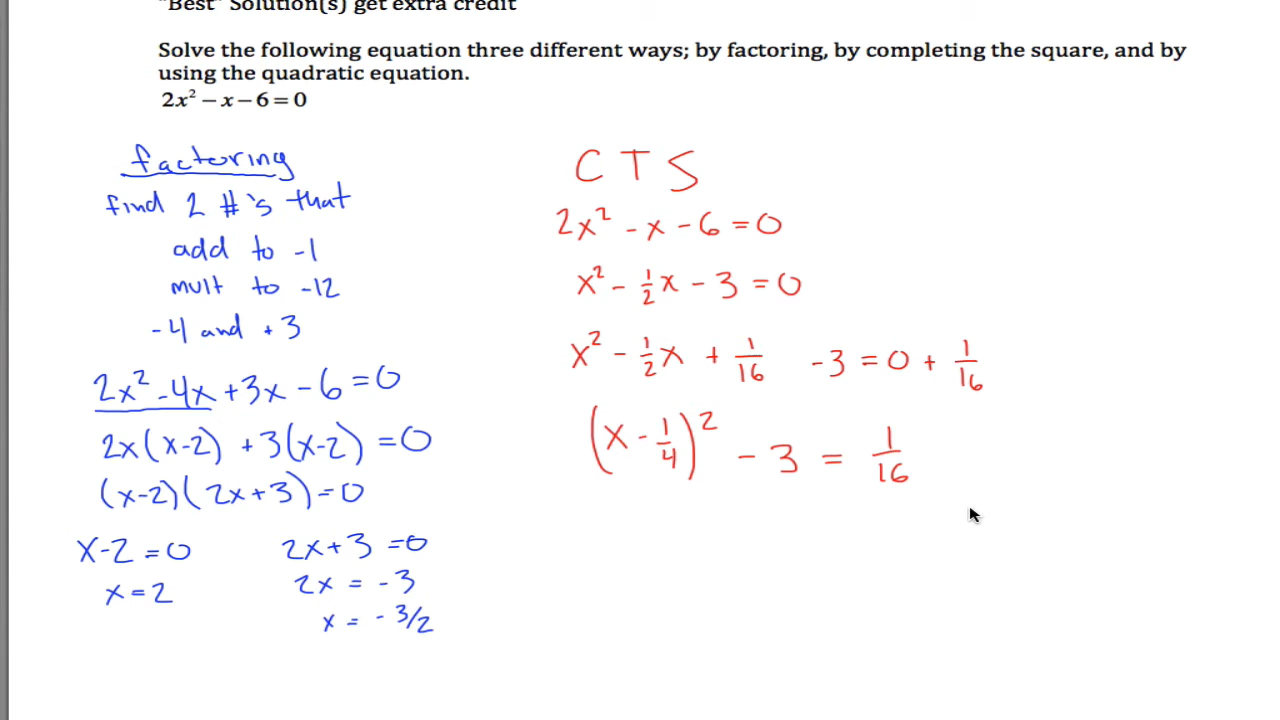 "Best" Solution(s) get extra credit
Solve the following equation three different ways; by factoring, by completing the square, and by
using the quadratic equation.
2x² − x − 6 = 0
factoring
find 2 #'s that
add to -1
mult to -12
-4 and +3
2x² -4x +3x -6 = 0
2x(x-2) +3(x-2) = 0
(x-2)(2x+3) = 0
x-2 = 0
x = 2
2x+3 = 0
2x = -3
x = -3/2
C T S
2x² - x - 6 = 0
x² - 1/2 x - 3 = 0
x² - 1/2 x + 1/16 -3 = 0 + 1/16
(x - 1/4)² - 3 = 1/16